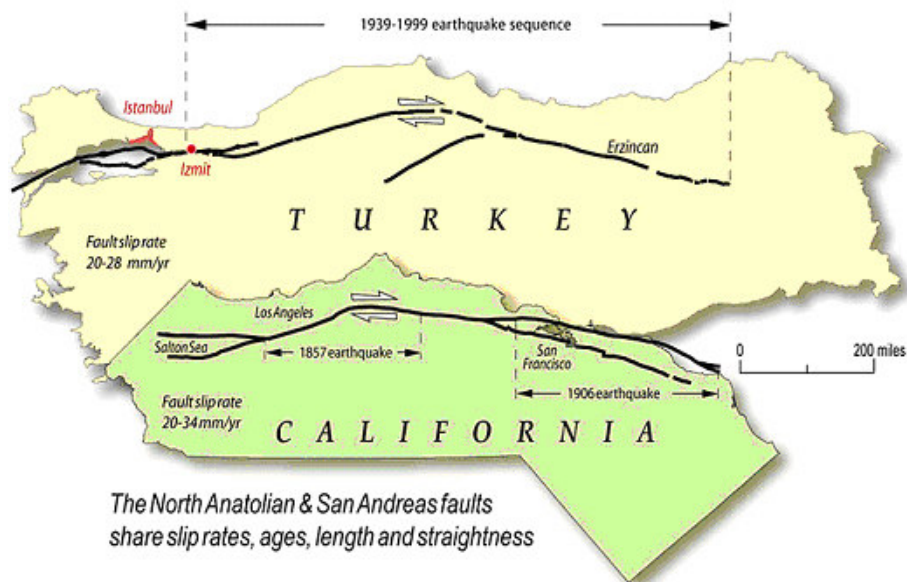 1939-1999 earthquake sequence
Istanbul
Izmit
Erzincan
TURKEY
Fault slip rate
20-28 mm/yr
Los Angeles
Salton Sea
1857 earthquake
San
Francisco
0
200 miles
1906 earthquake
Fault slip rate
20-34 mm/yr
CALIFORNIA
The North Anatolian & San Andreas faults
share slip rates, ages, length and straightness